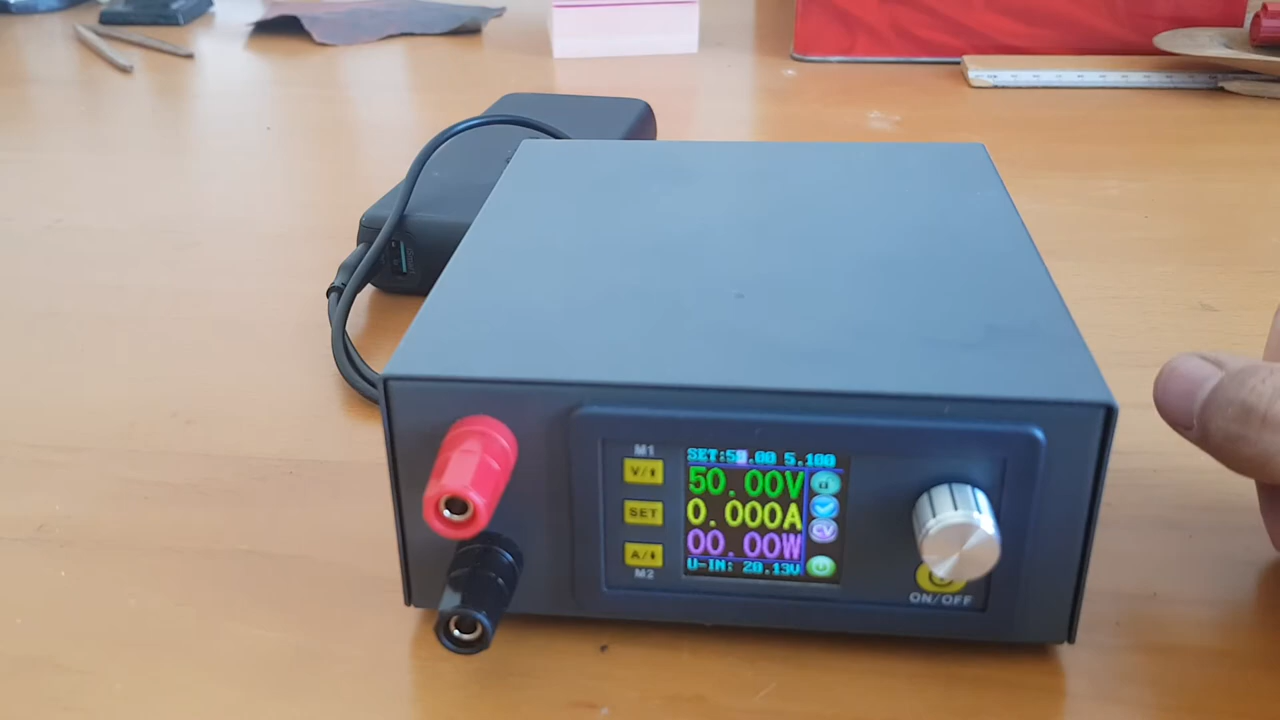 M1
V/⬆
SET
A/⬇
M2
SET:50.00 5.100
50.00V
0.000A
00.00W
U-IN: 20.13V
CV
ON/OFF